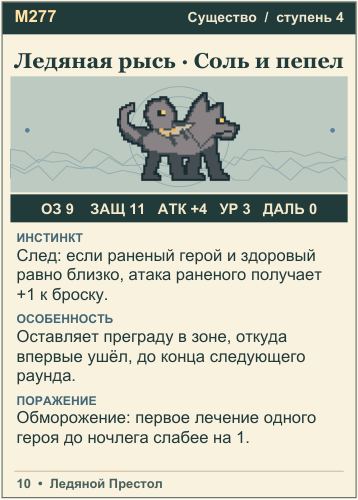 М277
Существо / ступень 4
Ледяная рысь · Соль и пепел
ОЗ 9 ЗАЩ 11 АТК +4 УР 3 ДАЛЬ 0
ИНСТИНКТ
След: если раненый герой и здоровый
равно близко, атака раненого получает
+1 к броску.
ОСОБЕННОСТЬ
Оставляет преграду в зоне, откуда
впервые ушёл, до конца следующего
раунда.
ПОРАЖЕНИЕ
Обморожение: первое лечение одного
героя до ночлега слабее на 1.
10 • Ледяной Престол